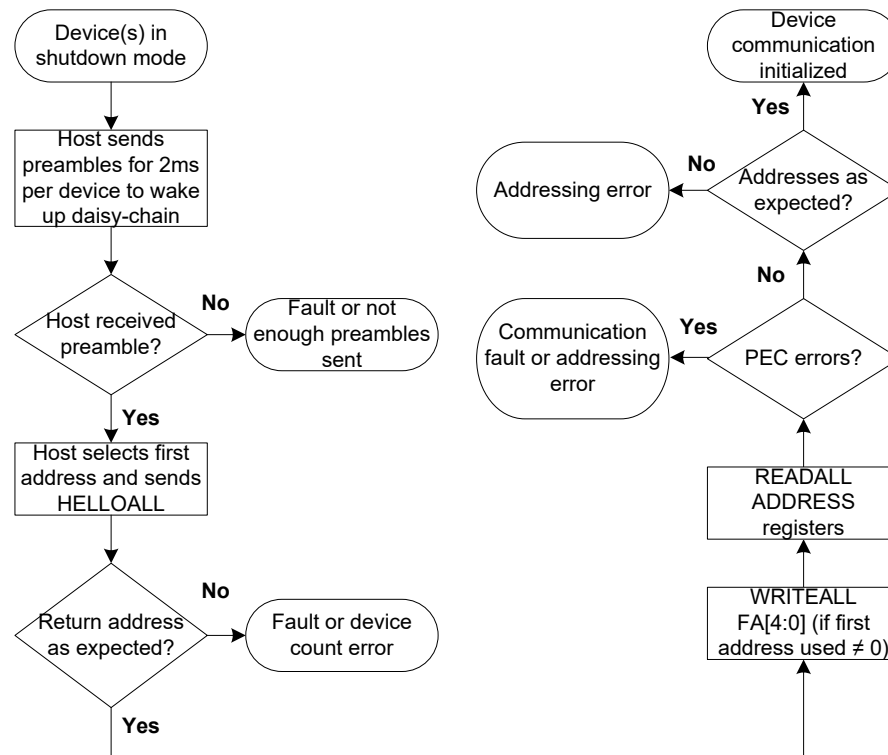 Device(s) in
shutdown mode
Host sends
preambles for 2ms
per device to wake
up daisy-chain
Host received
preamble?
No
Fault or not
enough preambles
sent
Yes
Host selects first
address and sends
HELLOALL
Return address
as expected?
No
Fault or device
count error
Yes
Device
communication
initialized
Yes
Addresses as
expected?
No
Addressing error
No
PEC errors?
Yes
Communication
fault or addressing
error
READALL
ADDRESS
registers
WRITEALL
FA[4:0] (if first
address used ≠ 0)